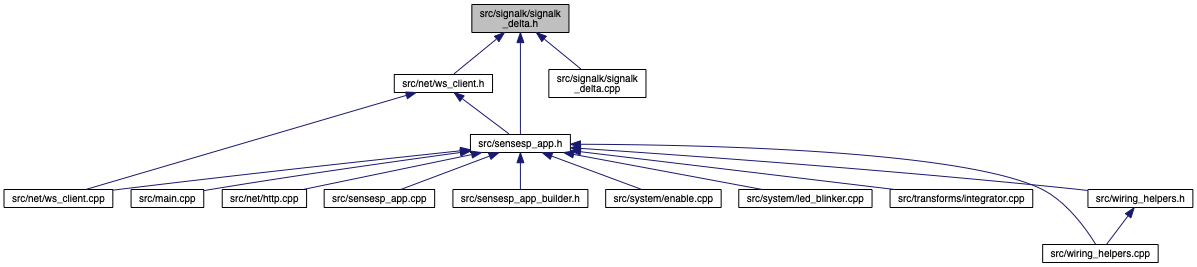 src/signalk/signalk
_delta.h
src/net/ws_client.h
src/signalk/signalk
_delta.cpp
src/sensesp_app.h
src/net/ws_client.cpp
src/main.cpp
src/net/http.cpp
src/sensesp_app.cpp
src/sensesp_app_builder.h
src/system/enable.cpp
src/system/led_blinker.cpp
src/transforms/integrator.cpp
src/wiring_helpers.h
src/wiring_helpers.cpp